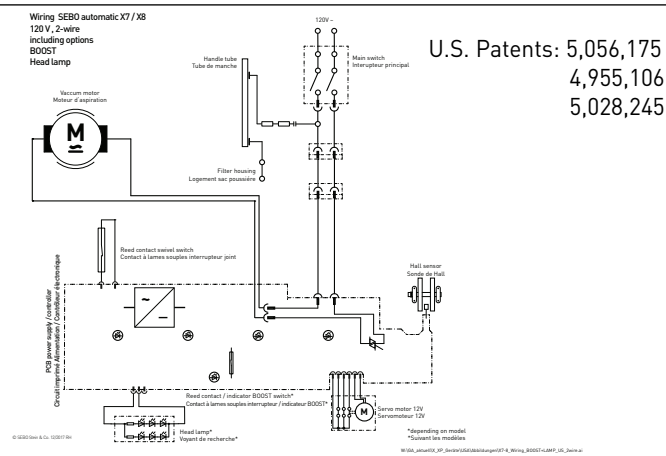 Wiring SEBO automatic X7 / X8
120 V , 2-wire
including options
BOOST
Head lamp
120V ~
U.S. Patents: 5,056,175
4,955,106
5,028,245
Handle tube
Tube de manche
Main switch
Interupteur principal
Vaccum motor
Moteur d´aspiration
M
Filter housing
Logement sac poussiére
Reed contact swivel switch
Contact à lames souples interrupteur joint
Hall sensor
Sonde de Hall
PCB power supply / controller
Circuit imprimé Alimentation / Contrôleur électronique
Reed contact / indicator BOOST switch*
Contact à lames souples interrupteur / indicateur BOOST*
M
Servo motor 12V
Servomoteur 12V
Head lamp*
Voyant de recherche*
*depending on model
*Suivant les modèles
© SEBO Stein & Co. 12/2017 RH